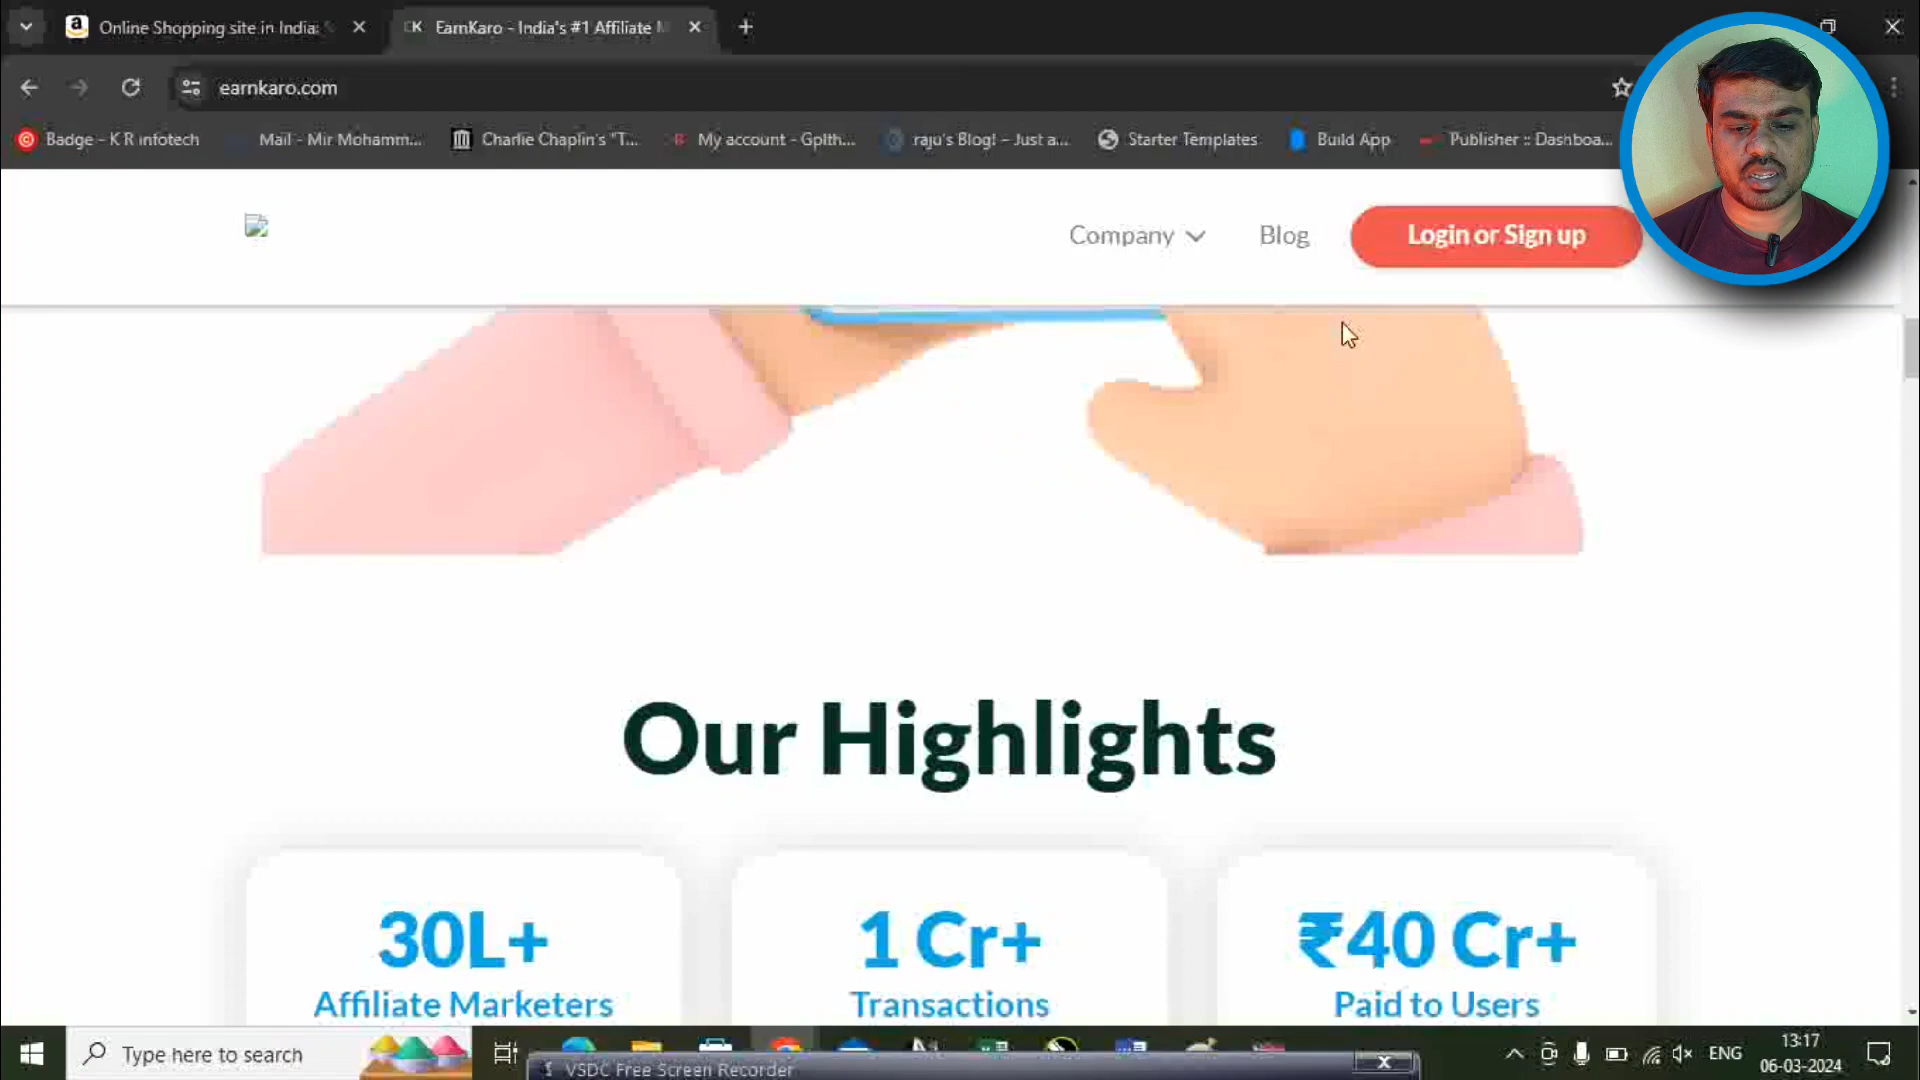 Online Shopping site in India:
EarnKaro - India's #1 Affiliate M
earnkaro.com
Badge - K R infotech
Mail - Mir Mohamm...
Charlie Chaplin's "T...
My account - Gplth...
raju's Blog! – Just a...
Starter Templates
Build App
Publisher :: Dashboa...
Company
Blog
Login or Sign up
Our Highlights
30L+
Affiliate Marketers
1 Cr+
Transactions
₹40 Cr+
Paid to Users
Type here to search
VSDC Free Screen Recorder
ENG
13:17
06-03-2024